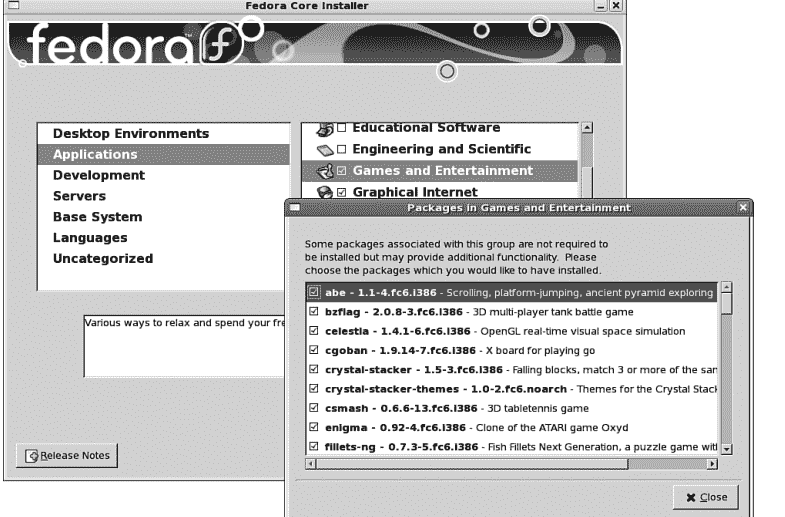 Fedora Core Installer
fedora
Desktop Environments
Applications
Development
Servers
Base System
Languages
Uncategorized
Educational Software
Engineering and Scientific
Games and Entertainment
Graphical Internet
Various ways to relax and spend your fre
Release Notes
Packages in Games and Entertainment
Some packages associated with this group are not required to
be installed but may provide additional functionality. Please
choose the packages which you would like to have installed.
abe - 1.1-4.fc6.i386 - Scrolling, platform-jumping, ancient pyramid exploring
bzflag - 2.0.8-3.fc6.i386 - 3D multi-player tank battle game
celestia - 1.4.1-6.fc6.i386 - OpenGL real-time visual space simulation
cgoban - 1.9.14-7.fc6.i386 - X board for playing go
crystal-stacker - 1.5-3.fc6.i386 - Falling blocks, match 3 or more of the san
crystal-stacker-themes - 1.0-2.fc6.noarch - Themes for the Crystal Stack
csmash - 0.6.6-13.fc6.i386 - 3D tabletennis game
enigma - 0.92-4.fc6.i386 - Clone of the ATARI game Oxyd
fillets-ng - 0.7.3-5.fc6.i386 - Fish Fillets Next Generation, a puzzle game wit
Close